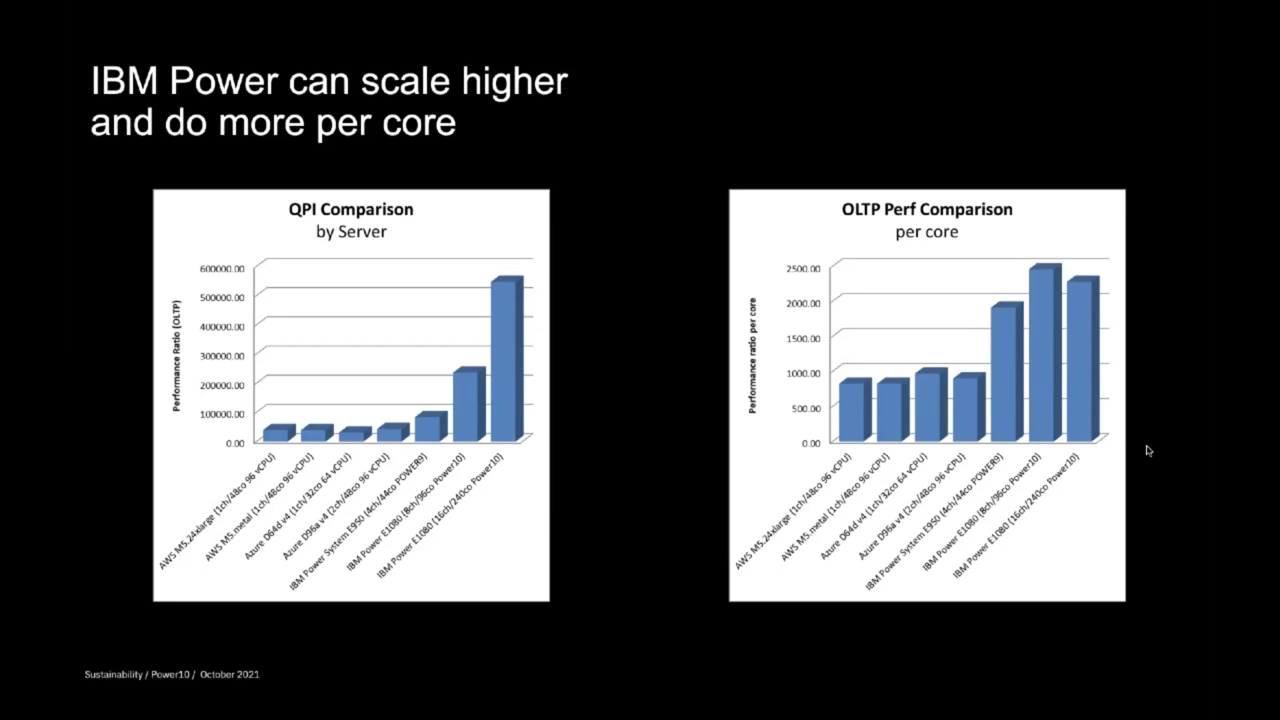 IBM Power can scale higher
and do more per core
QPI Comparison
by Server
Performance Ratio (OLTP)
600000.00
500000.00
400000.00
300000.00
200000.00
100000.00
0.00
AWS M5.24xlarge (1ch/48co 96 vCPU)
AWS M5.metal (1ch/48co 96 vCPU)
Azure D64d v4 (1ch/32co 64 vCPU)
Azure D96a v4 (2ch/48co 96 vCPU)
IBM Power System E950 (4ch/44co POWER9)
IBM Power E1080 (8ch/96co Power10)
IBM Power E1080 (16ch/240co Power10)
OLTP Perf Comparison
per core
Performance ratio per core
2500.00
2000.00
1500.00
1000.00
500.00
0.00
AWS M5.24xlarge (1ch/48co 96 vCPU)
AWS M5.metal (1ch/48co 96 vCPU)
Azure D64d v4 (1ch/32co 64 vCPU)
Azure D96a v4 (2ch/48co 96 vCPU)
IBM Power System E950 (4ch/44co POWER9)
IBM Power E1080 (8ch/96co Power10)
IBM Power E1080 (16ch/240co Power10)
Sustainability / Power10 / October 2021